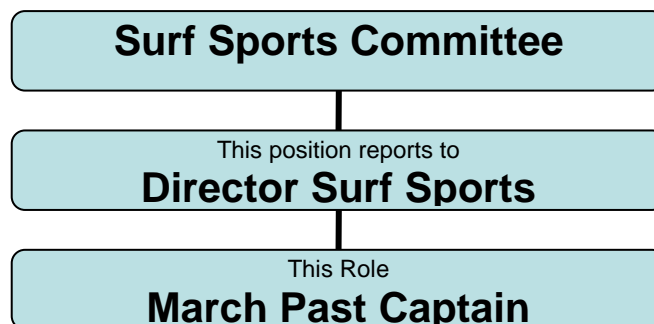 Surf Sports Committee
This position reports to
Director Surf Sports
This Role
March Past Captain